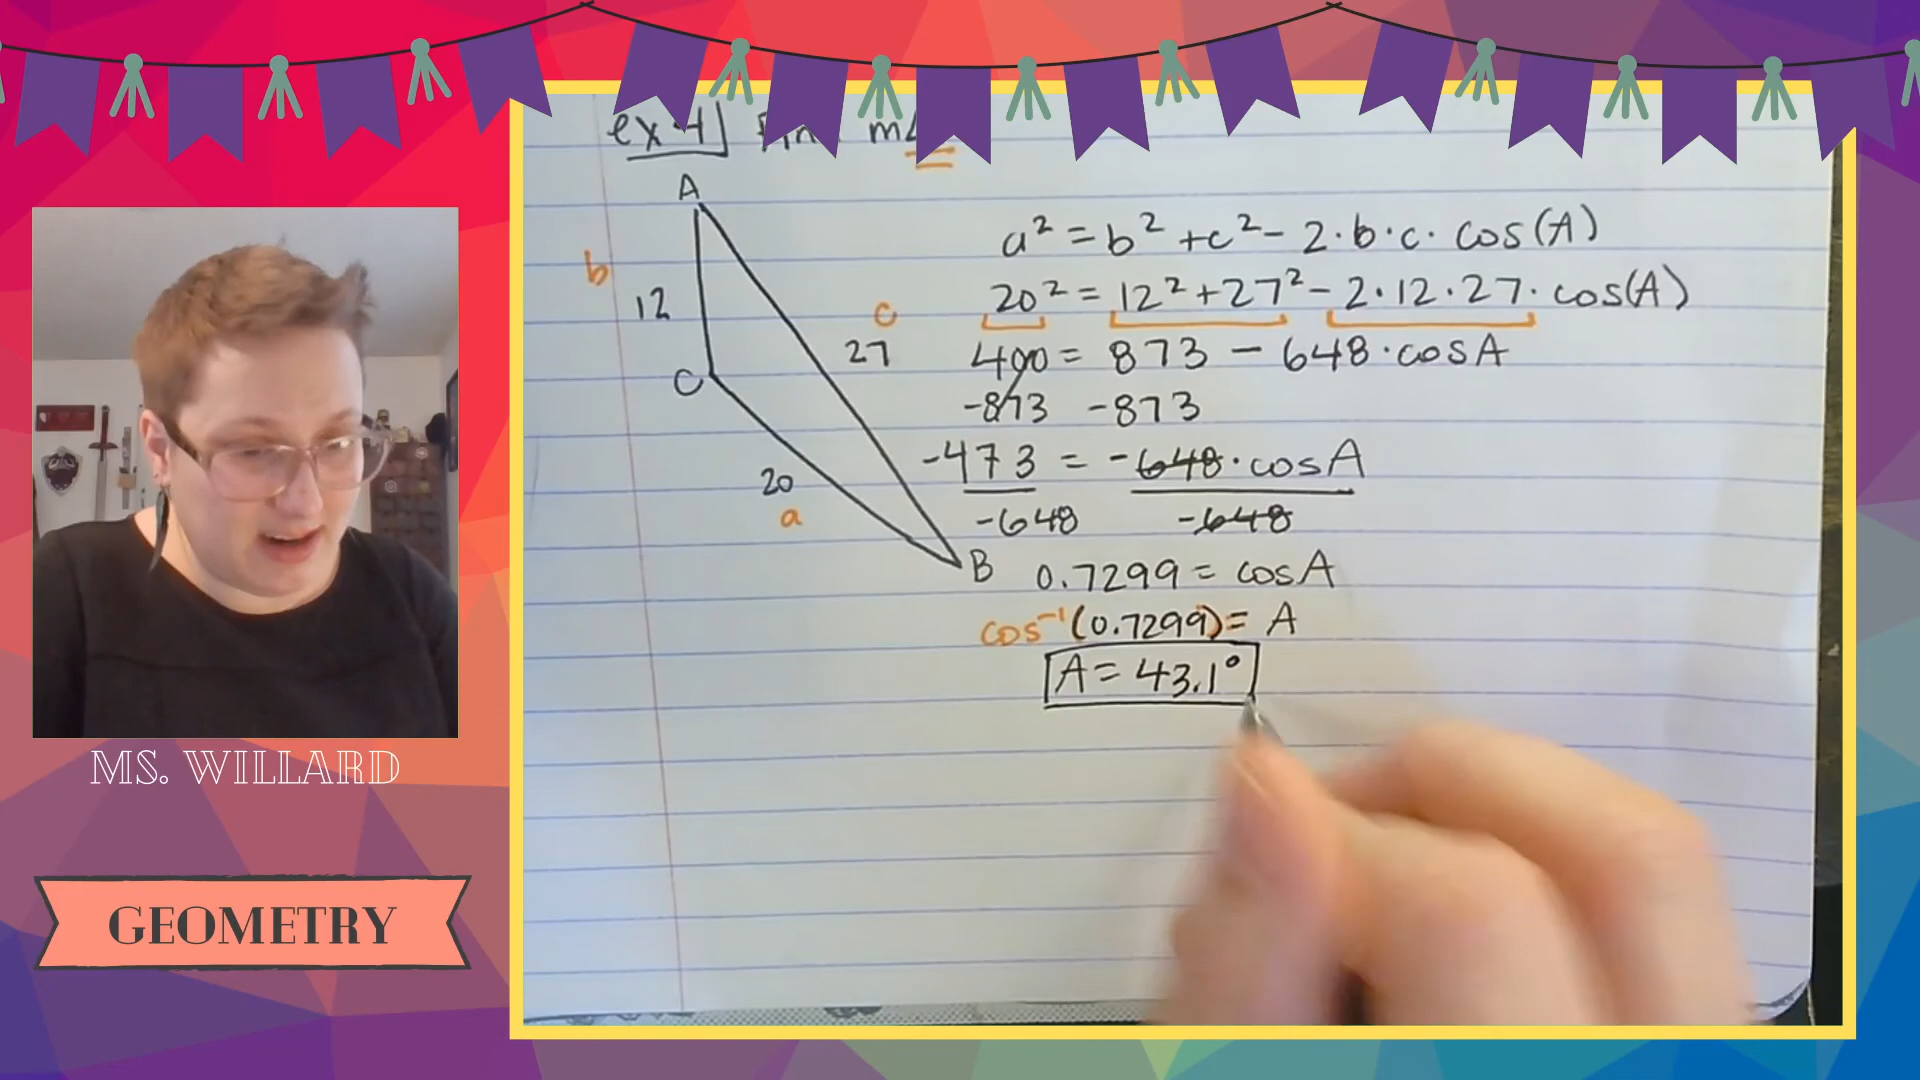 ex 4 Find m∠
A
b
12
C
c
27
20
a
B
a² = b² + c² - 2·b·c· cos(A)
20² = 12² + 27² - 2·12·27· cos(A)
400 = 873 - 648·cosA
-873 -873
-473 = -648·cosA
-648 -648
0.7299 = cosA
cos⁻¹(0.7299) = A
A = 43.1°
MS. WILLARD
GEOMETRY